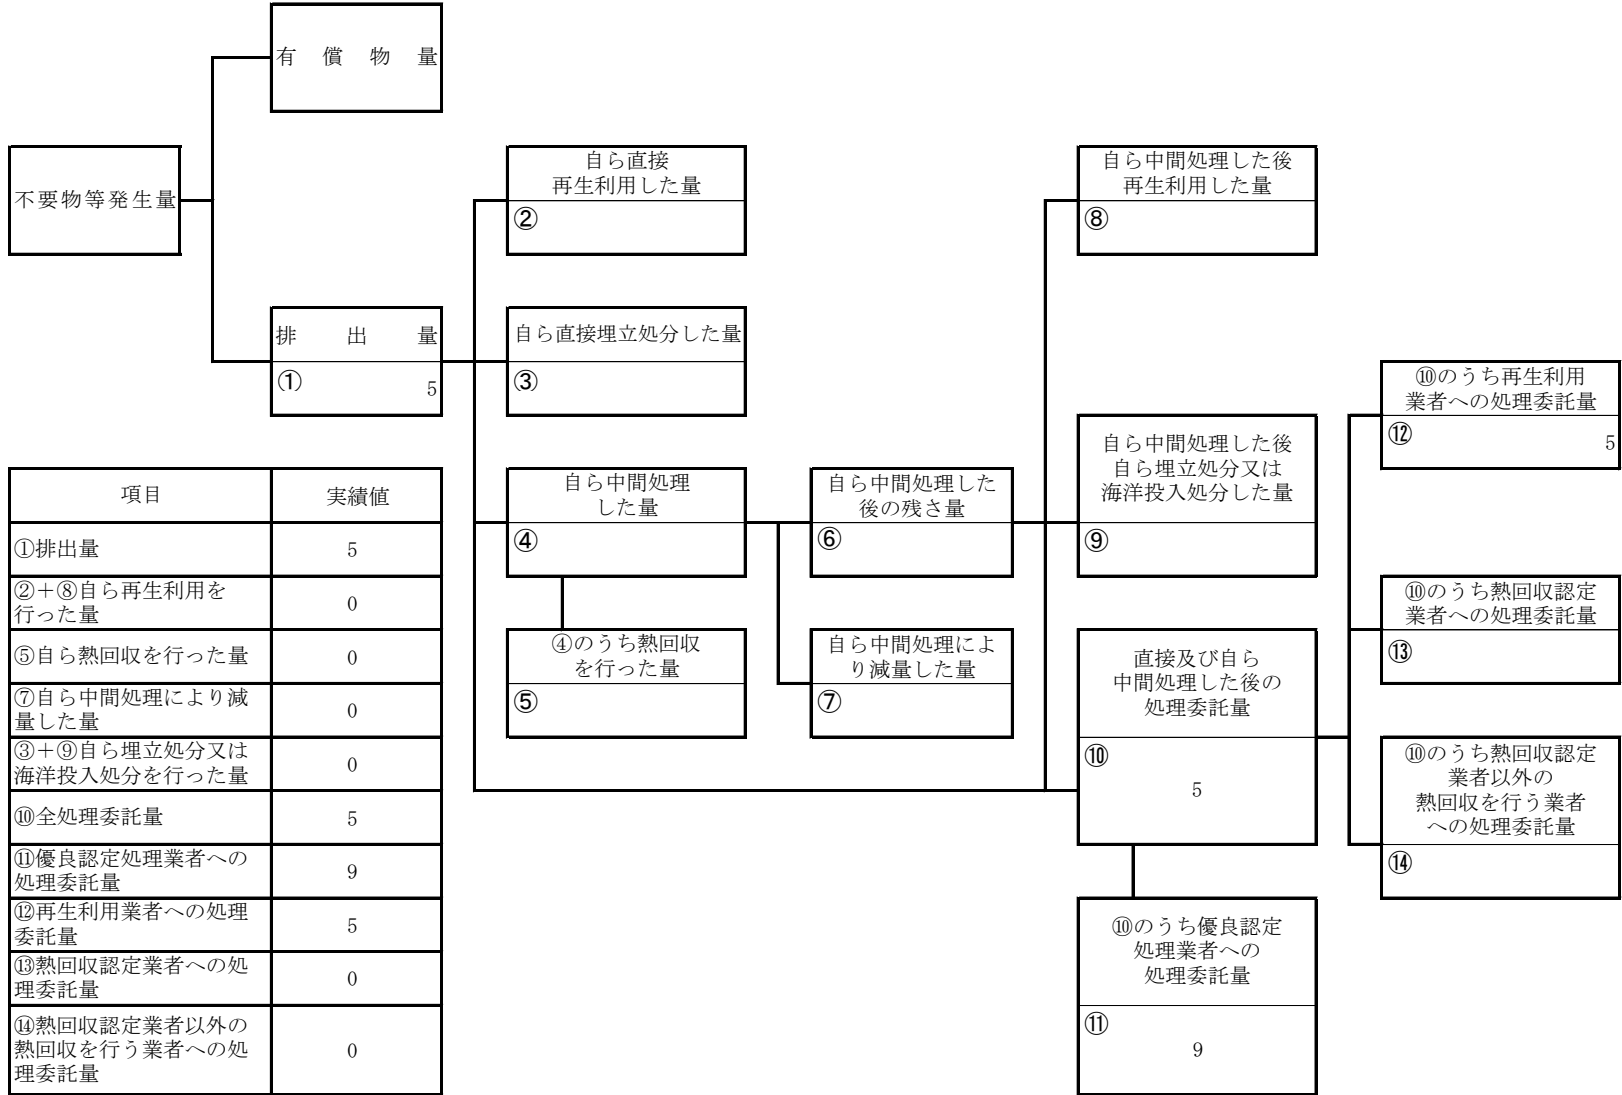 有償物量
不要物等発生量
排出量
①
5
自ら直接
再生利用した量
②
自ら直接埋立処分した量
③
自ら中間処理
した量
④
④のうち熱回収
を行った量
⑤
自ら中間処理した
後の残さ量
⑥
自ら中間処理によ
り減量した量
⑦
自ら中間処理した後
再生利用した量
⑧
自ら中間処理した後
自ら埋立処分又は
海洋投入処分した量
⑨
直接及び自ら
中間処理した後の
処理委託量
⑩
5
⑩のうち優良認定
処理業者への
処理委託量
⑪
9
⑩のうち再生利用
業者への処理委託量
⑫
5
⑩のうち熱回収認定
業者への処理委託量
⑬
⑩のうち熱回収認定
業者以外の
熱回収を行う業者
への処理委託量
⑭
項目 実績値
①排出量 5
②+⑧自ら再生利用を
行った量 0
⑤自ら熱回収を行った量 0
⑦自ら中間処理により減
量した量 0
③+⑨自ら埋立処分又は
海洋投入処分を行った量 0
⑩全処理委託量 5
⑪優良認定処理業者への
処理委託量 9
⑫再生利用業者への処理
委託量 5
⑬熱回収認定業者への処
理委託量 0
⑭熱回収認定業者以外の
熱回収を行う業者への処 0
理委託量